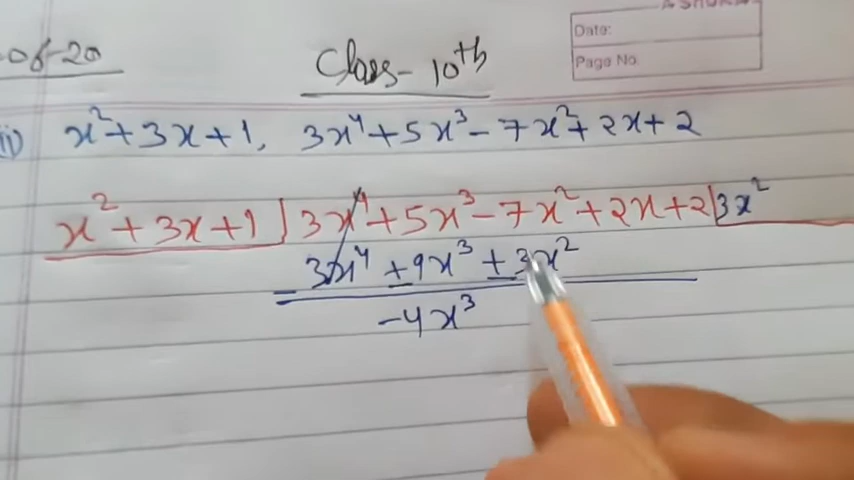 -06-20
Class- 10th
Date:
Page No.
ii) x²+3x+1, 3x⁴+5x³-7x²+2x+2
x²+3x+1) 3x⁴+5x³-7x²+2x+2|3x²
3x⁴+9x³+3x²
-
-4x³